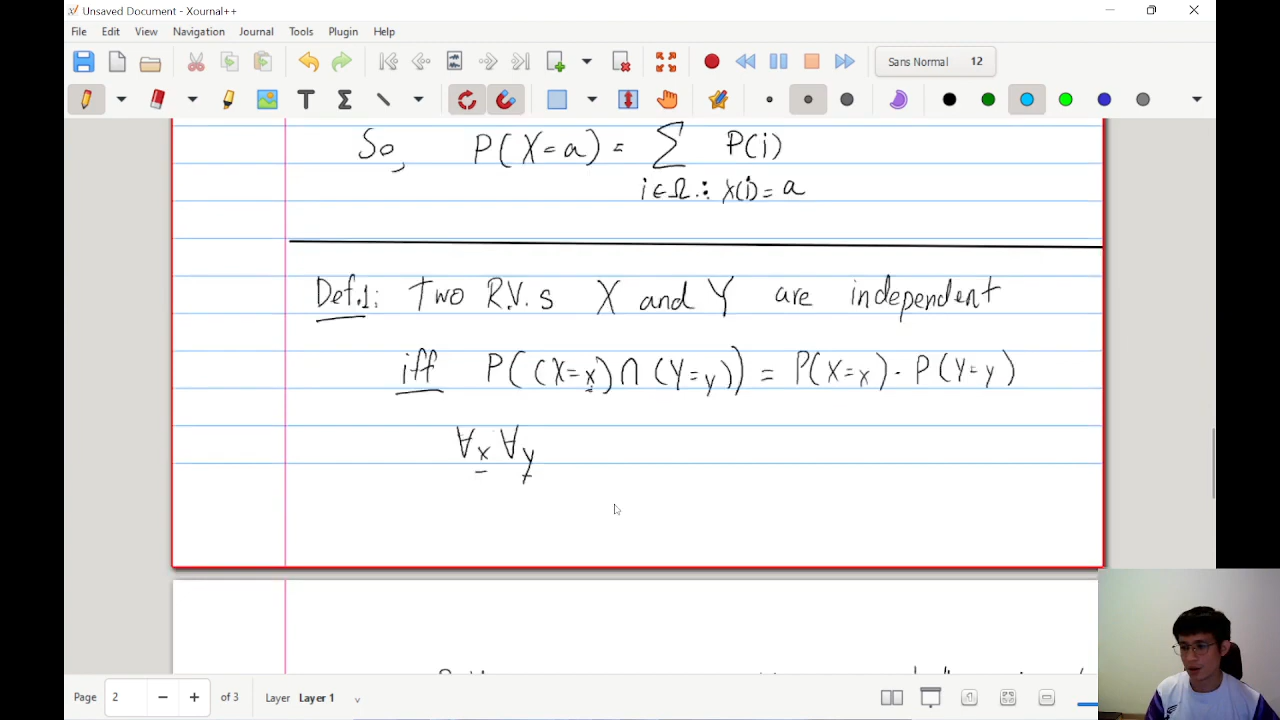 Unsaved Document - Xournal++
File Edit View Navigation Journal Tools Plugin Help
Sans Normal 12
So, P(X=a) = ∑ P(i)
i∈Ω : X(i)=a
Def.1: Two R.V.s X and Y are independent
iff P((X=x)∩(Y=y)) = P(X=x) · P(Y=y)
∀x ∀y
Page 2 of 3 Layer Layer 1